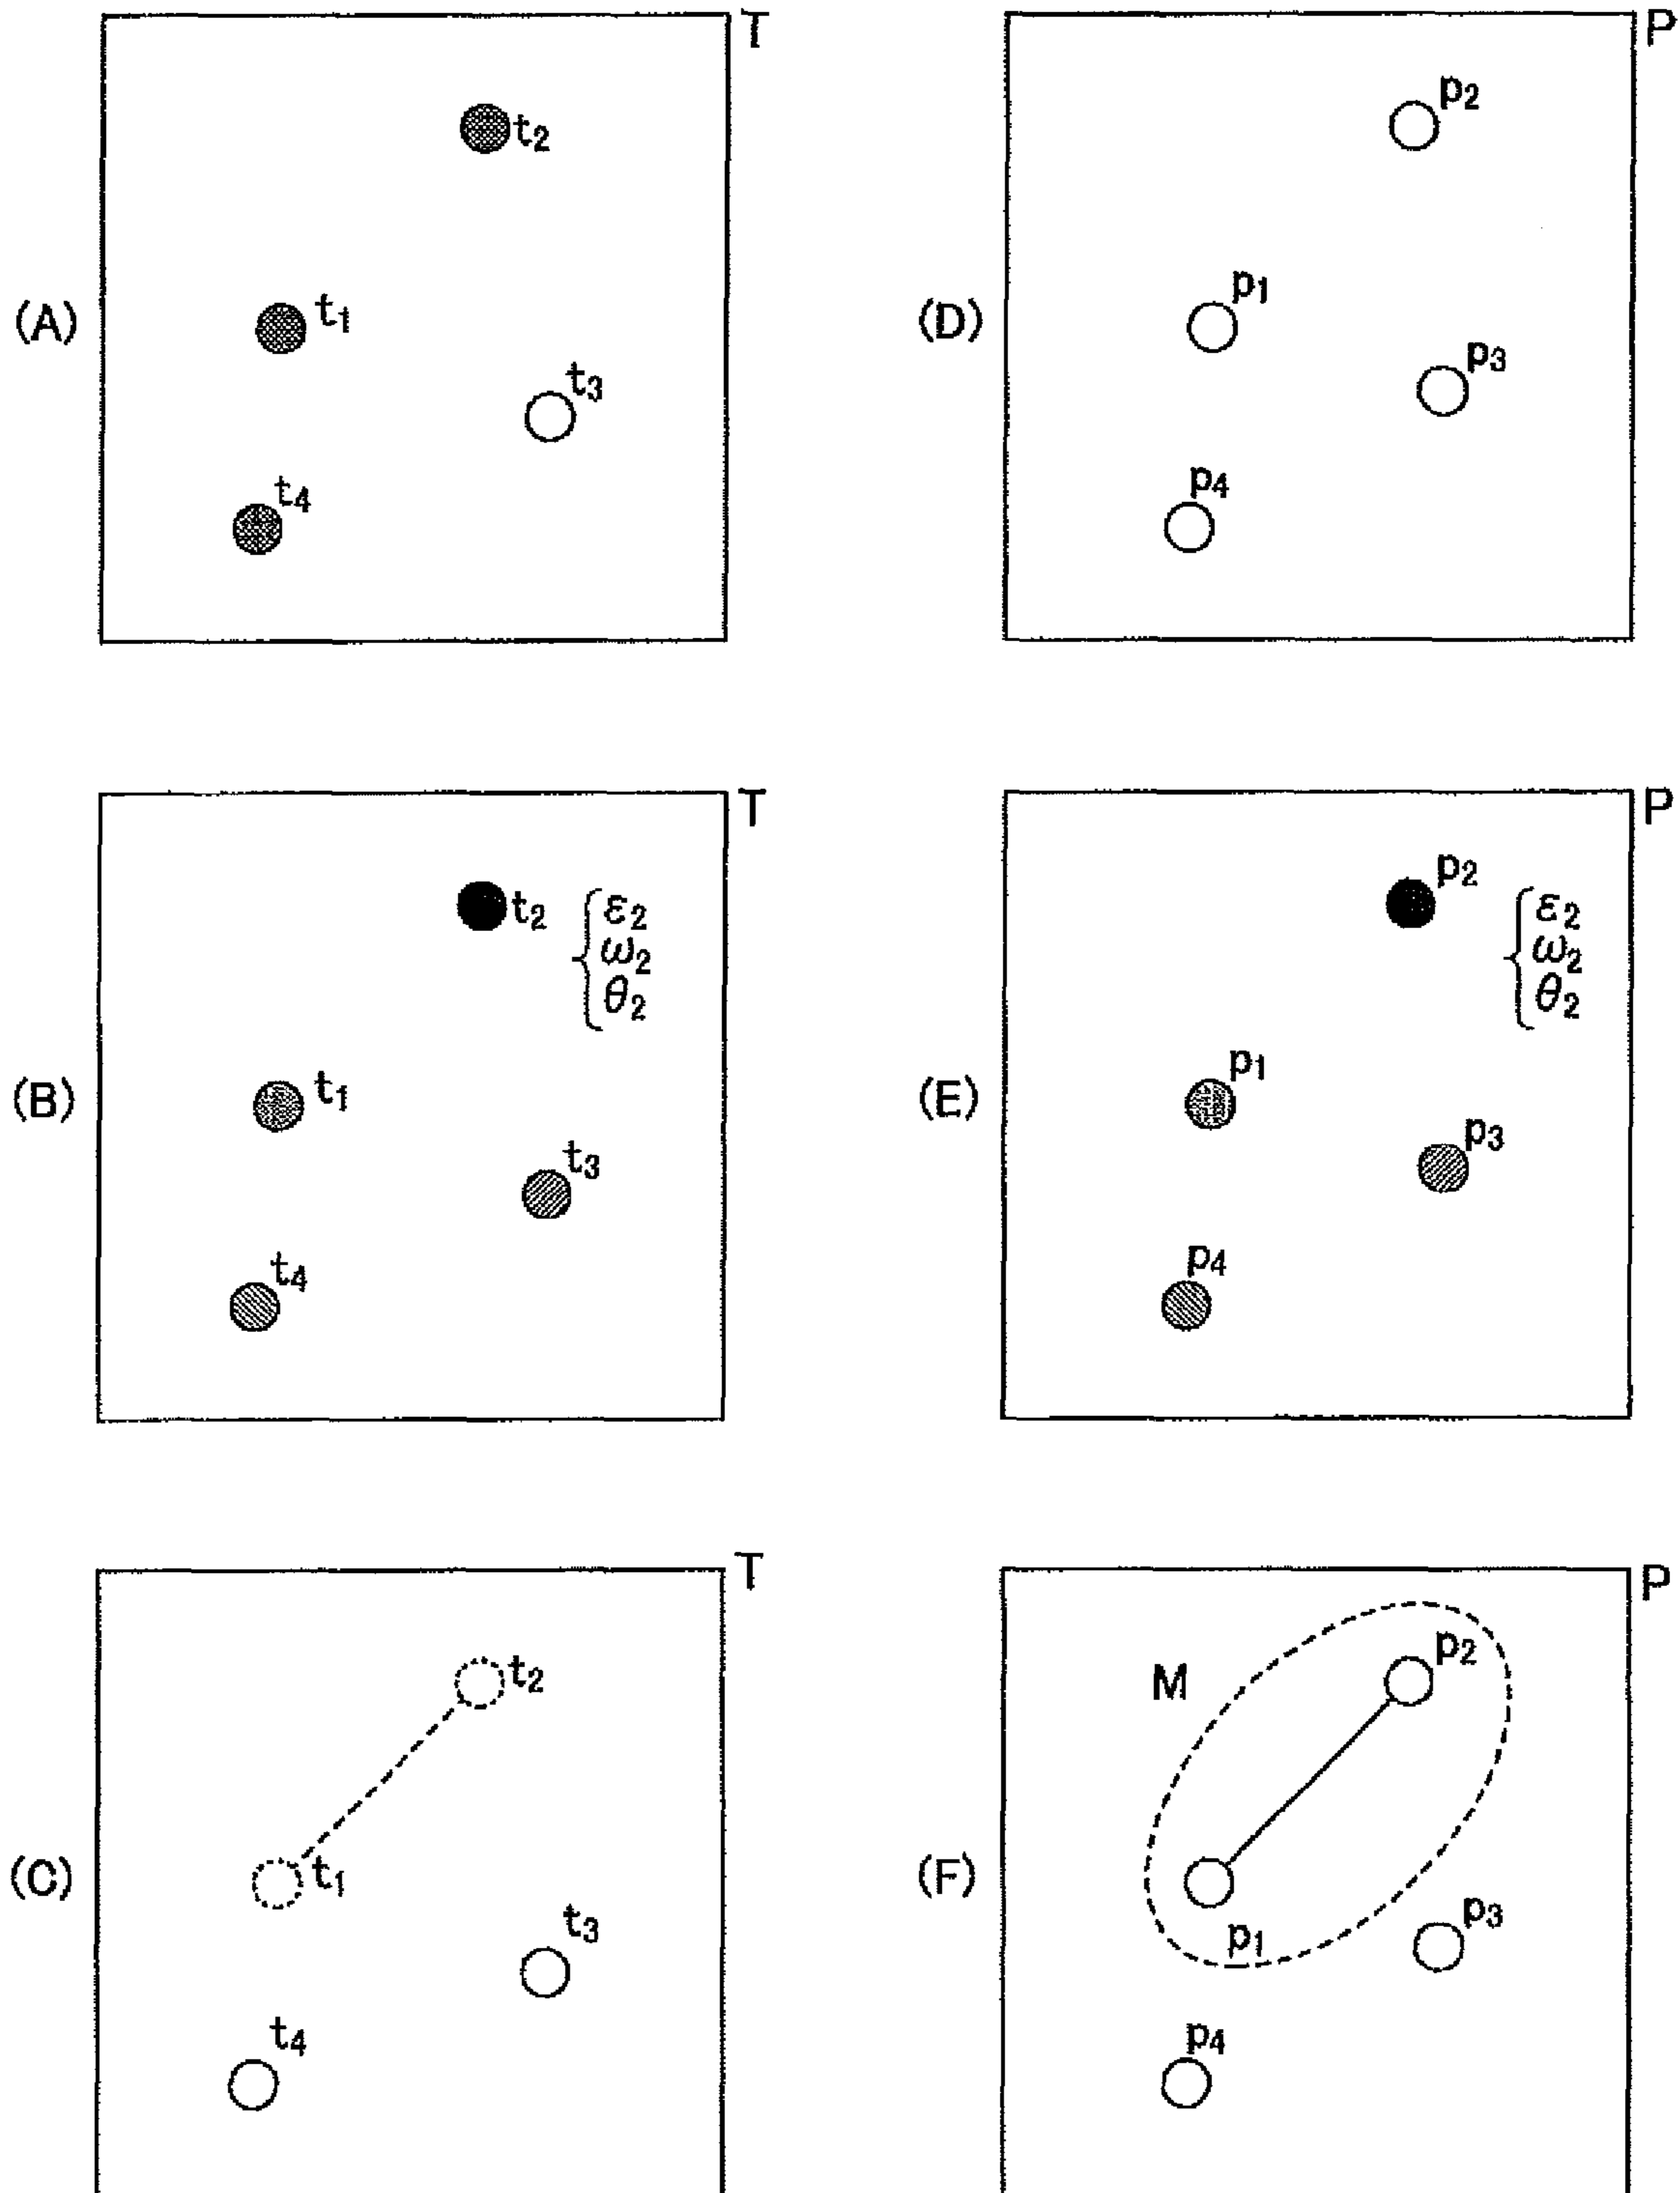 T
t₂
(A)
t₁
t₃
t₄
P
p₂
(D)
p₁
p₃
p₄
T
t₂
ε₂
ω₂
θ₂
(B)
t₁
t₃
t₄
P
p₂
ε₂
ω₂
θ₂
(E)
p₁
p₃
p₄
T
t₂
(C)
t₁
t₃
t₄
P
M
p₂
(F)
p₁
p₃
p₄